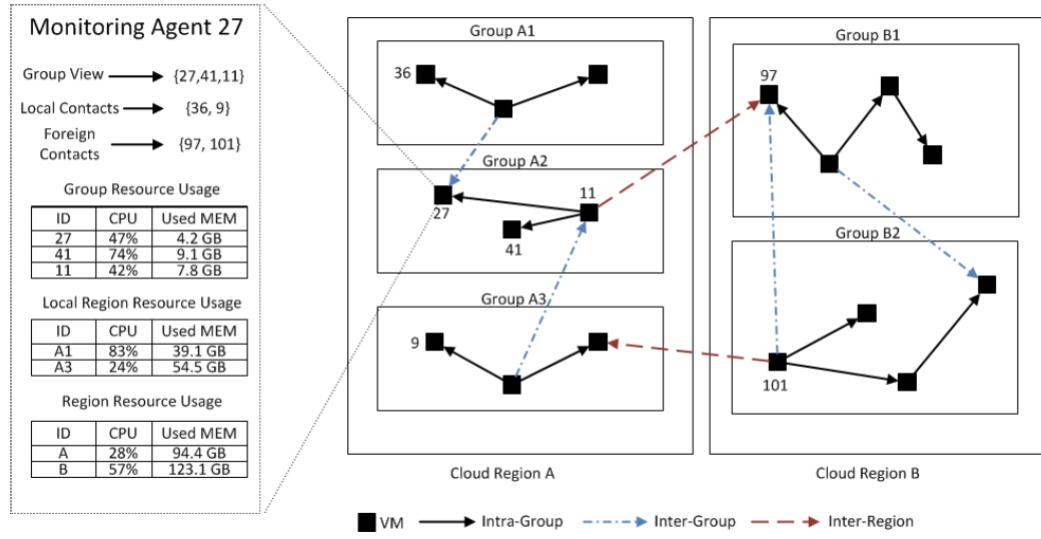 Monitoring Agent 27
Group View {27,41,11}
Local Contacts {36, 9}
Foreign
Contacts {97, 101}
Group Resource Usage
ID CPU Used MEM
27 47% 4.2 GB
41 74% 9.1 GB
11 42% 7.8 GB
Local Region Resource Usage
ID CPU Used MEM
A1 83% 39.1 GB
A3 24% 54.5 GB
Region Resource Usage
ID CPU Used MEM
A 28% 94.4 GB
B 57% 123.1 GB
Group A1
36
Group A2
27
11
41
Group A3
9
Cloud Region A
Group B1
97
Group B2
101
Cloud Region B
VM Intra-Group Inter-Group Inter-Region